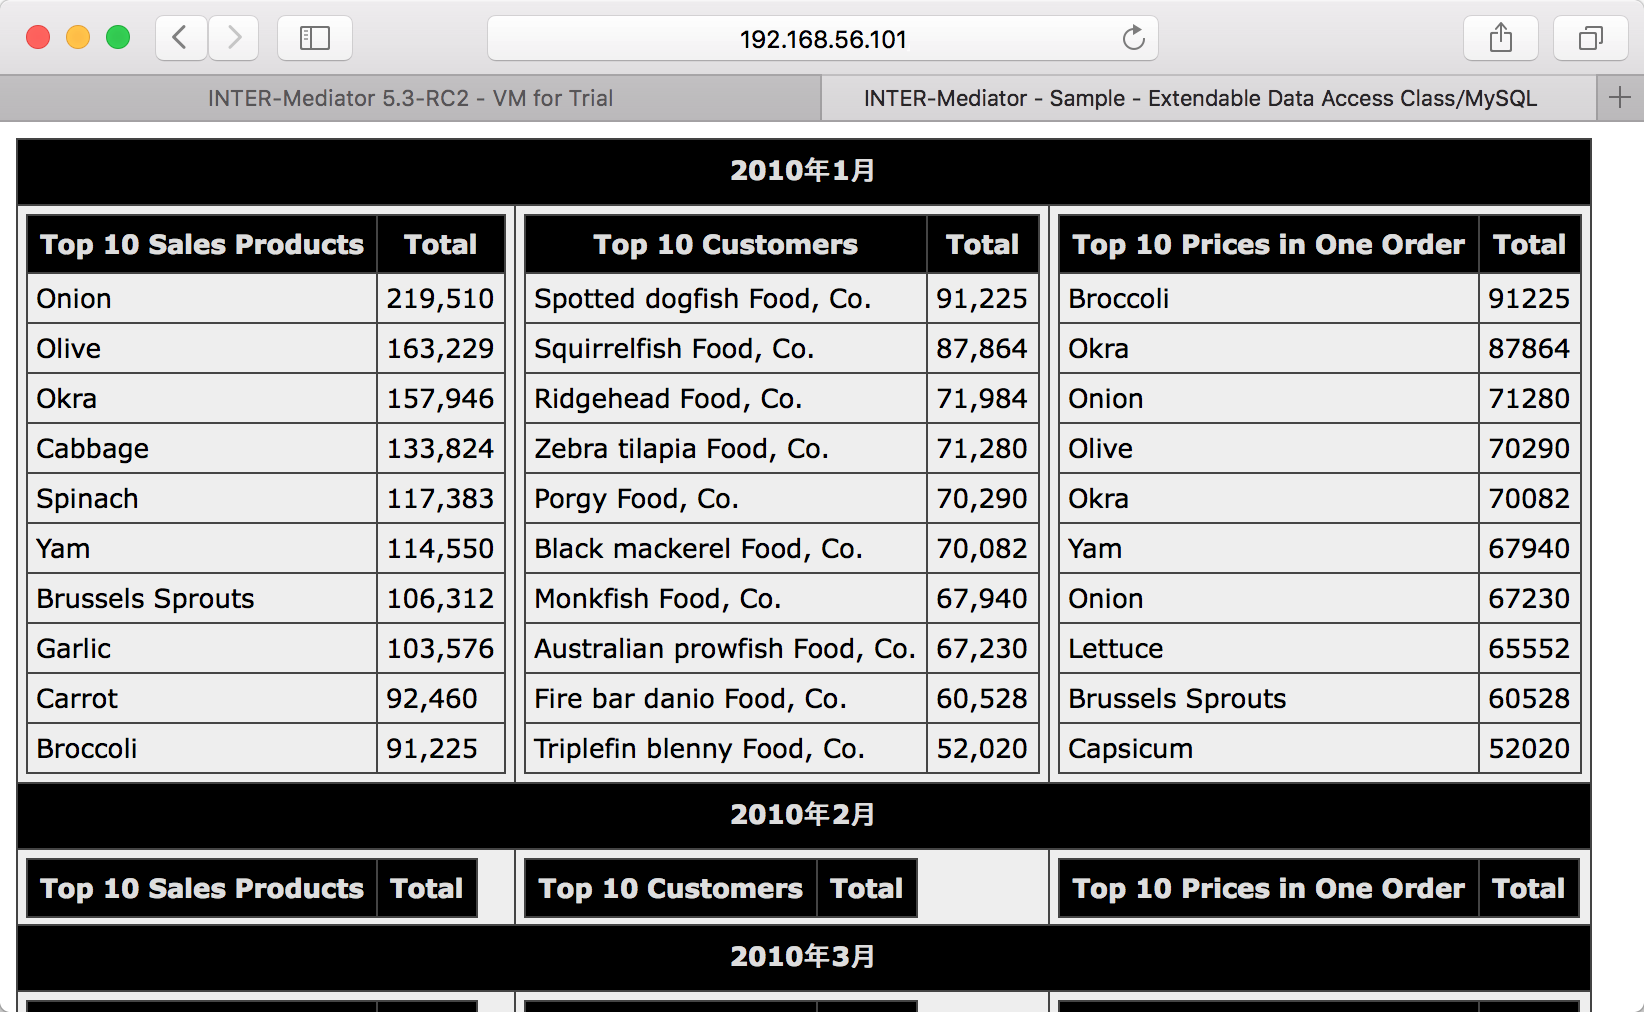 192.168.56.101
INTER-Mediator 5.3-RC2 - VM for Trial
INTER-Mediator - Sample - Extendable Data Access Class/MySQL
2010年1月
Top 10 Sales Products Total
Onion 219,510
Olive 163,229
Okra 157,946
Cabbage 133,824
Spinach 117,383
Yam 114,550
Brussels Sprouts 106,312
Garlic 103,576
Carrot 92,460
Broccoli 91,225
Top 10 Customers Total
Spotted dogfish Food, Co. 91,225
Squirrelfish Food, Co. 87,864
Ridgehead Food, Co. 71,984
Zebra tilapia Food, Co. 71,280
Porgy Food, Co. 70,290
Black mackerel Food, Co. 70,082
Monkfish Food, Co. 67,940
Australian prowfish Food, Co. 67,230
Fire bar danio Food, Co. 60,528
Triplefin blenny Food, Co. 52,020
Top 10 Prices in One Order Total
Broccoli 91225
Okra 87864
Onion 71280
Olive 70290
Okra 70082
Yam 67940
Onion 67230
Lettuce 65552
Brussels Sprouts 60528
Capsicum 52020
2010年2月
Top 10 Sales Products Total
Top 10 Customers Total
Top 10 Prices in One Order Total
2010年3月